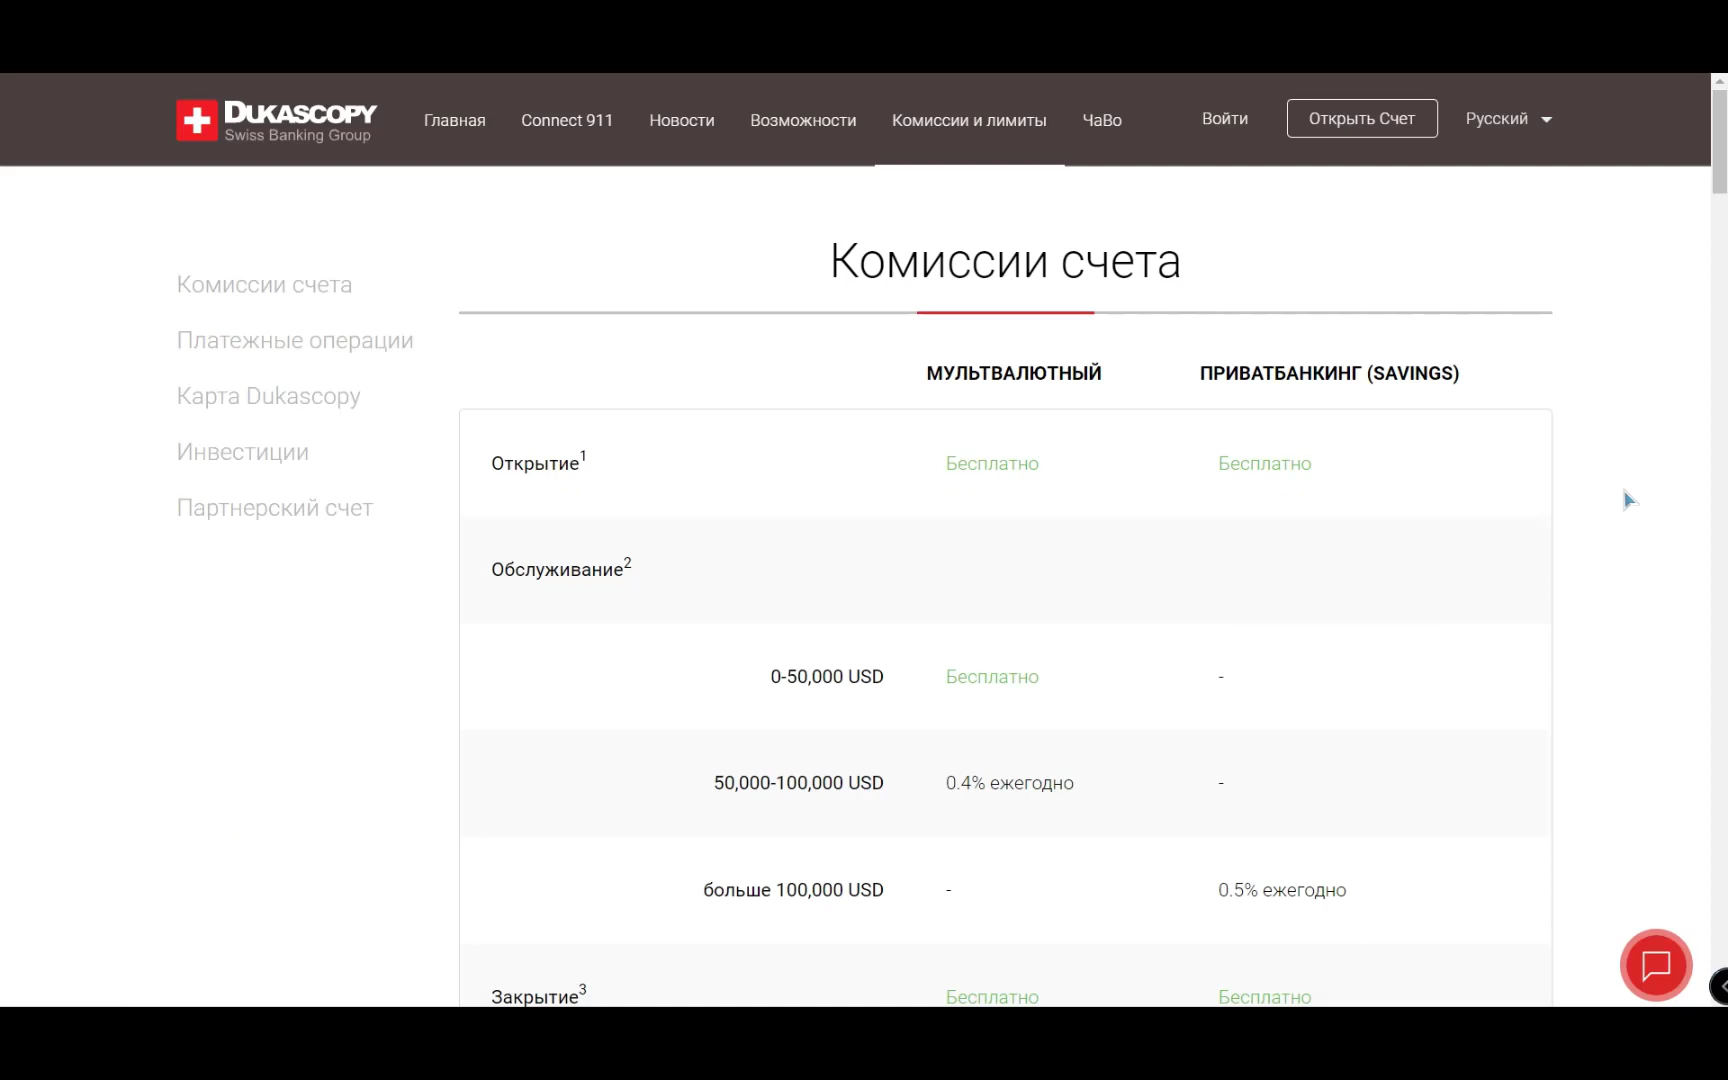 DUKASCOPY
Swiss Banking Group
Главная Connect 911 Новости Возможности Комиссии и лимиты ЧаВо Войти Открыть Счет Русский
Комиссии счета
Платежные операции
Карта Dukascopy
Инвестиции
Партнерский счет
Комиссии счета
МУЛЬТВАЛЮТНЫЙ ПРИВАТБАНКИНГ (SAVINGS)
Открытие1 Бесплатно Бесплатно
Обслуживание2
0-50,000 USD Бесплатно -
50,000-100,000 USD 0.4% ежегодно -
больше 100,000 USD - 0.5% ежегодно
Закрытие3 Бесплатно Бесплатно